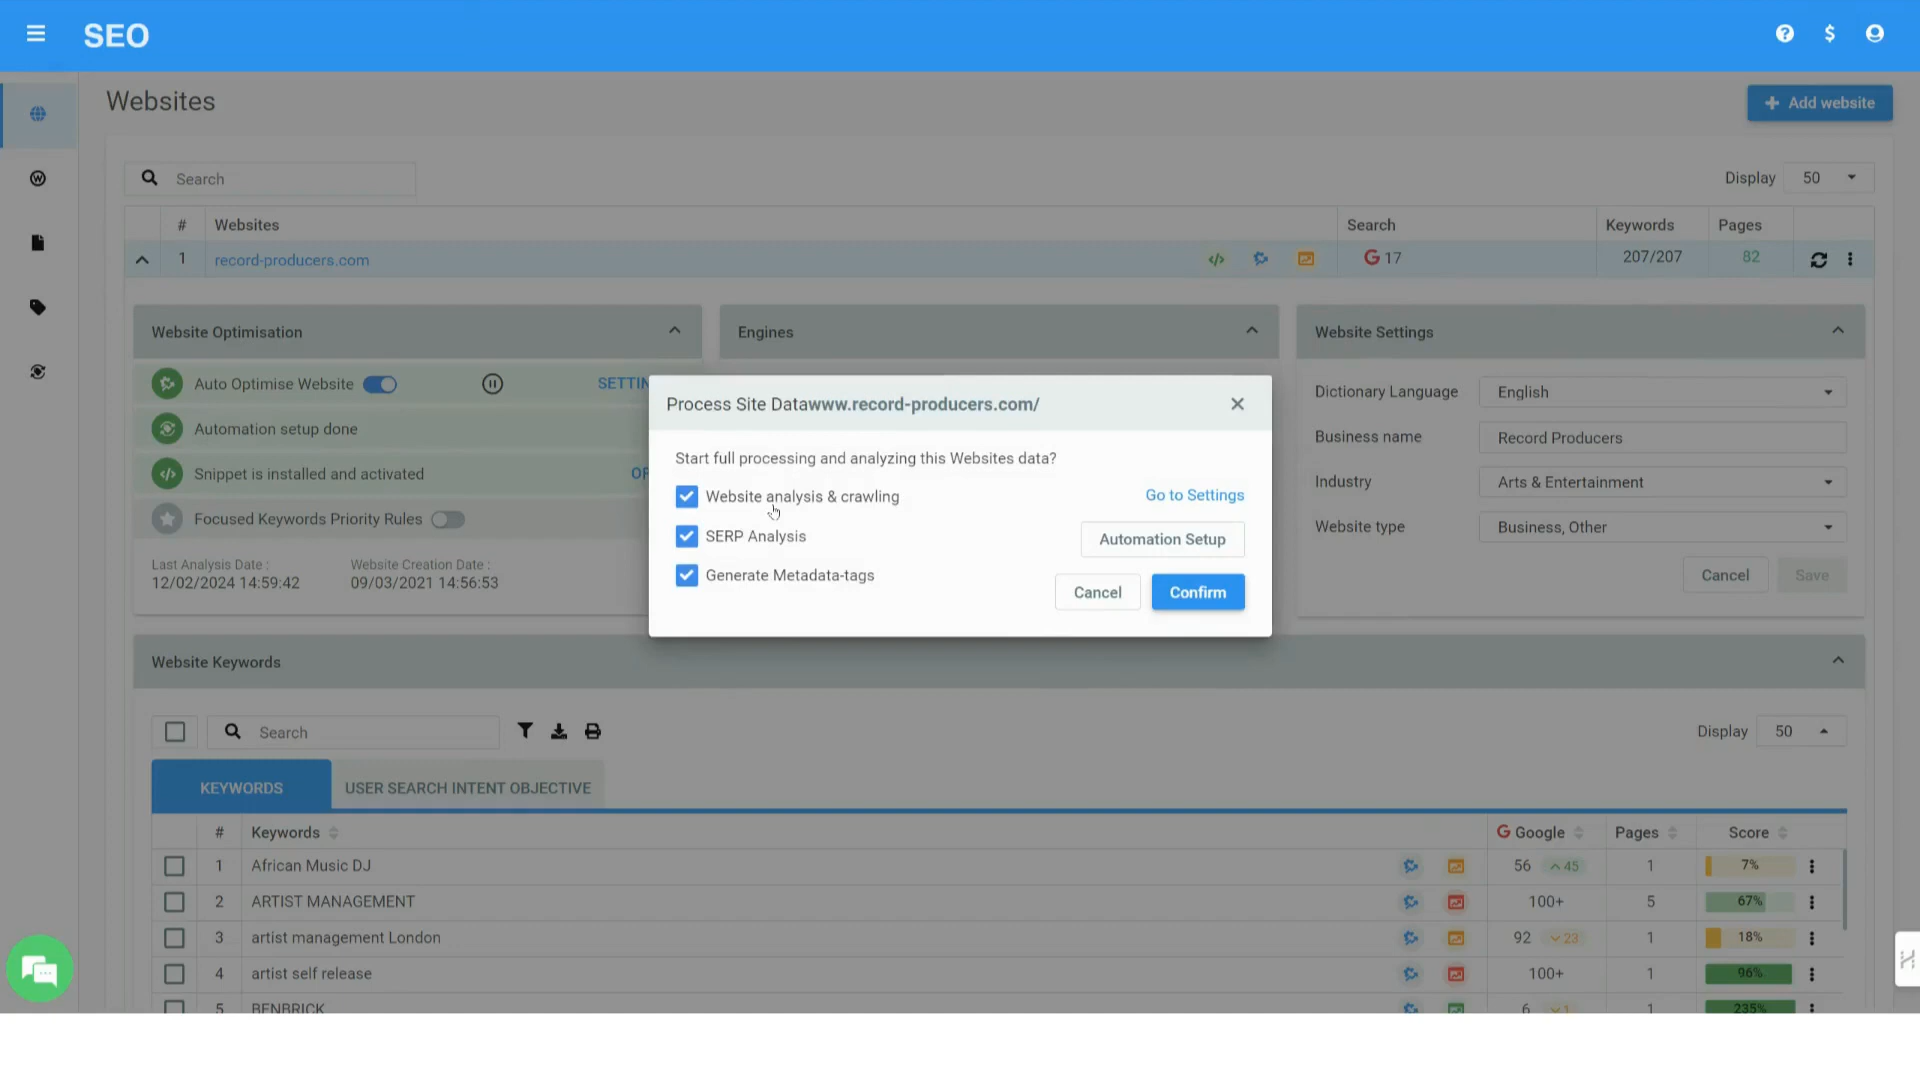 SEO
Websites
Add website
Search
Display 50
# Websites Search Keywords Pages
1 record-producers.com 17 207/207 82
Website Optimisation
Engines
Website Settings
Auto Optimise Website
SETTIN
Automation setup done
Snippet is installed and activated
Focused Keywords Priority Rules
Last Analysis Date :
12/02/2024 14:59:42
Website Creation Date :
09/03/2021 14:56:53
Process Site Datawww.record-producers.com/
Start full processing and analyzing this Websites data?
Website analysis & crawling
Go to Settings
SERP Analysis
Automation Setup
Generate Metadata-tags
Cancel
Confirm
Dictionary Language English
Business name Record Producers
Industry Arts & Entertainment
Website type Business, Other
Cancel Save
Website Keywords
Search
Display 50
KEYWORDS USER SEARCH INTENT OBJECTIVE
# Keywords Google Pages Score
1 African Music DJ 56 45 1 7%
2 ARTIST MANAGEMENT 100+ 5 67%
3 artist management London 92 23 1 18%
4 artist self release 100+ 1 96%
5 BENBRICK 6 1 1 235%